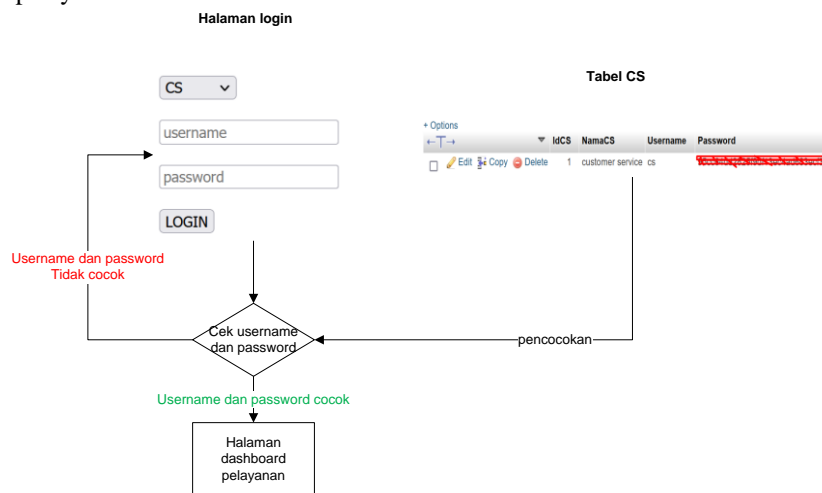 Halaman login
Tabel CS
CS
username
password
LOGIN
+ Options
←T→ IdCS NamaCS Username Password
Edit Copy Delete 1 customer service cs
Username dan password
Tidak cocok
Cek username
dan password
pencocokan
Username dan password cocok
Halaman
dashboard
pelayanan